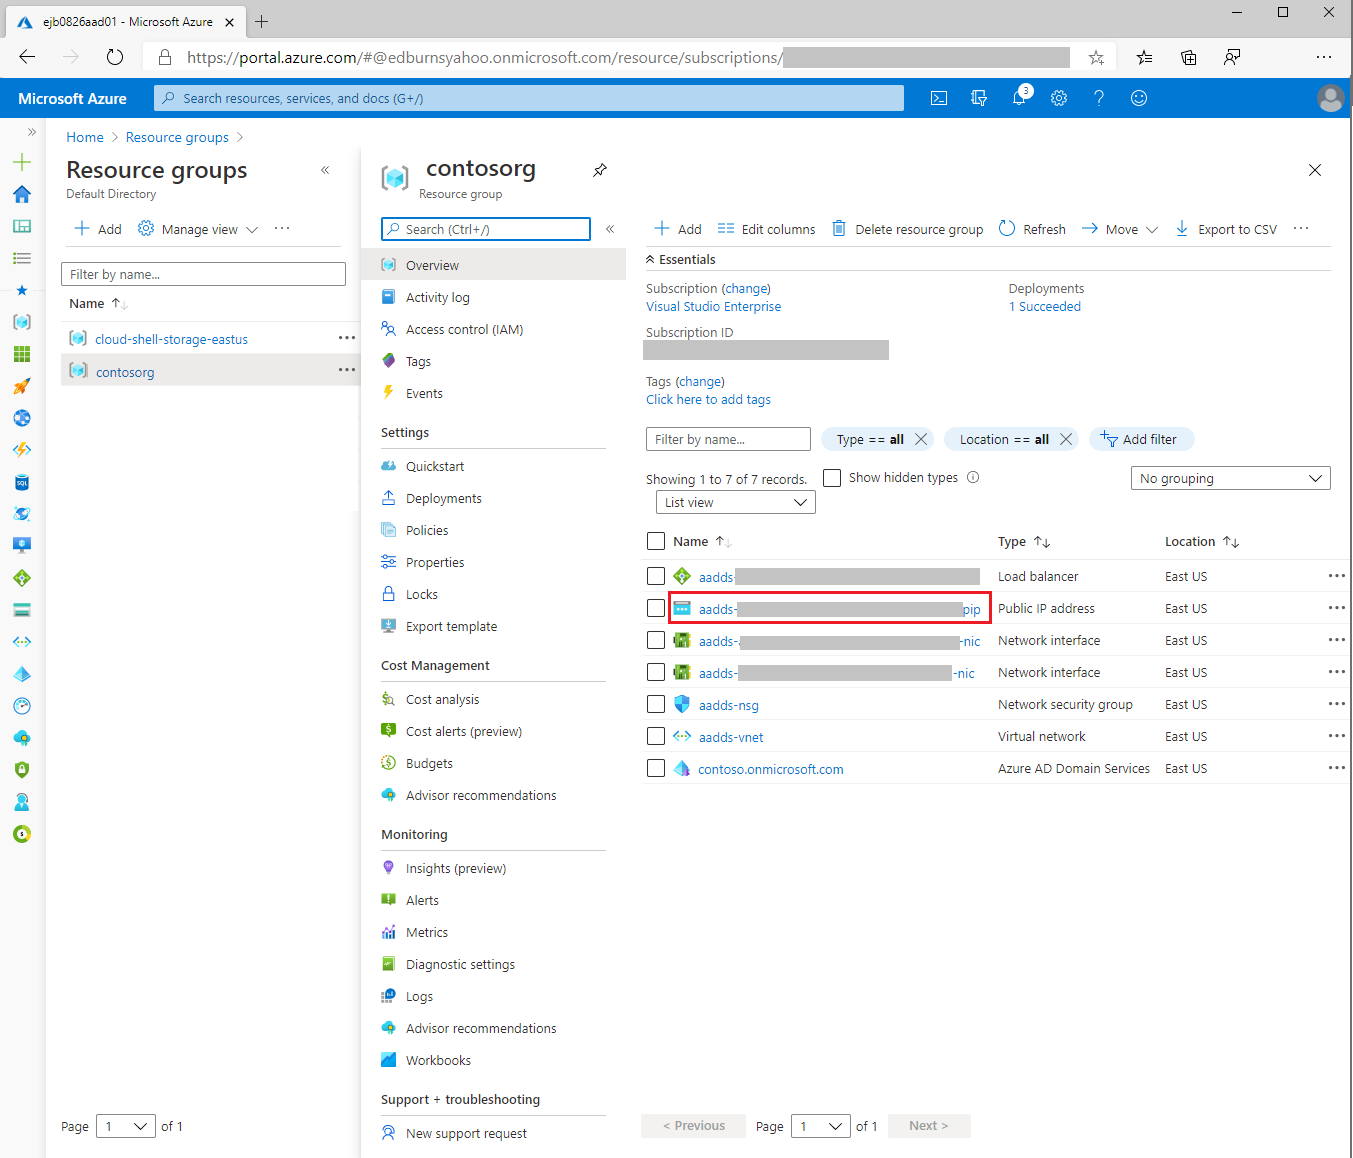 ejb0826aad01 - Microsoft Azure
https://portal.azure.com/#@edburnsyahoo.onmicrosoft.com/resource/subscriptions/
Microsoft Azure
Search resources, services, and docs (G+/)
3
Home > Resource groups >
Resource groups
Default Directory
Add
Manage view
Filter by name...
Name
cloud-shell-storage-eastus
contosorg
Page 1 of 1
contosorg
Resource group
Search (Ctrl+/)
Overview
Activity log
Access control (IAM)
Tags
Events
Settings
Quickstart
Deployments
Policies
Properties
Locks
Export template
Cost Management
Cost analysis
Cost alerts (preview)
Budgets
Advisor recommendations
Monitoring
Insights (preview)
Alerts
Metrics
Diagnostic settings
Logs
Advisor recommendations
Workbooks
Support + troubleshooting
New support request
Add Edit columns Delete resource group Refresh Move Export to CSV
Essentials
Subscription (change)
Visual Studio Enterprise
Subscription ID
Tags (change)
Click here to add tags
Deployments
1 Succeeded
Filter by name...
Type == all
Location == all
Add filter
Showing 1 to 7 of 7 records.
Show hidden types
No grouping
List view
Name Type Location
aadds- Load balancer East US
aadds- pip Public IP address East US
aadds- -nic Network interface East US
aadds- -nic Network interface East US
aadds-nsg Network security group East US
aadds-vnet Virtual network East US
contoso.onmicrosoft.com Azure AD Domain Services East US
< Previous Page 1 of 1 Next >